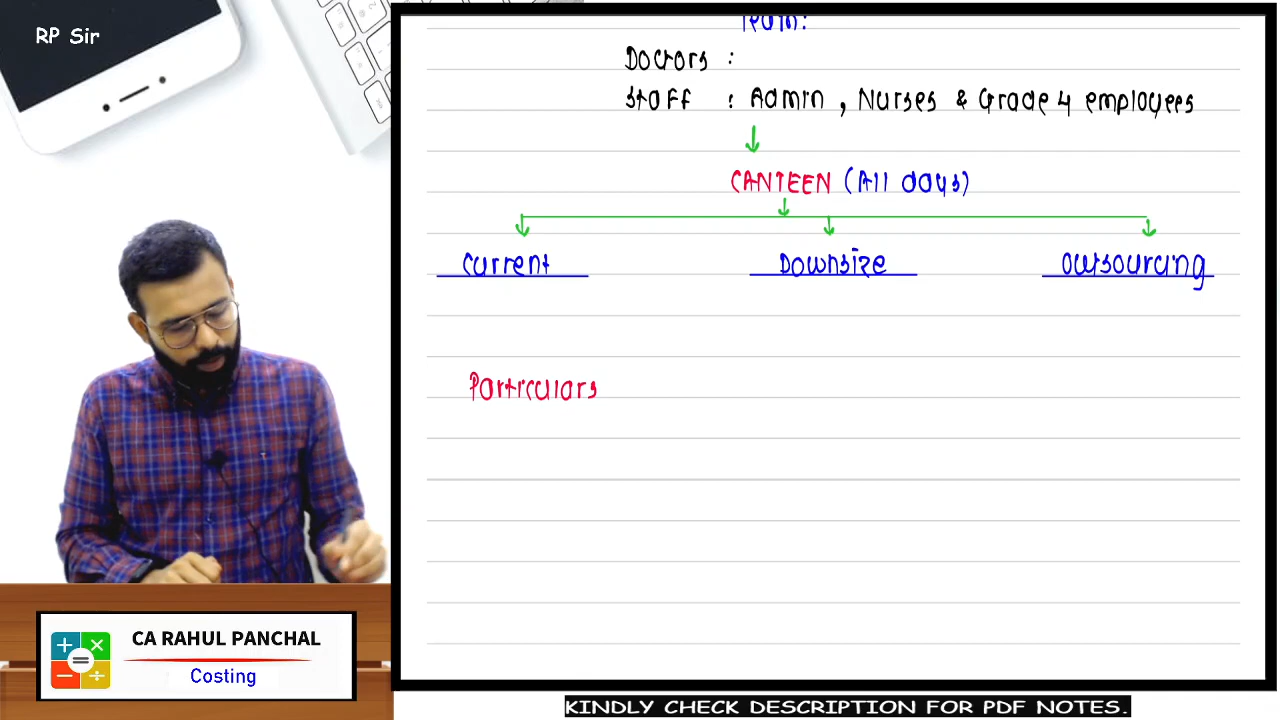 RP Sir
Team:
Doctors :
Staff : Admin, Nurses & Grade 4 employees
CANTEEN (All days)
Current Downsize Outsourcing
Particulars
CA RAHUL PANCHAL
Costing
KINDLY CHECK DESCRIPTION FOR PDF NOTES.